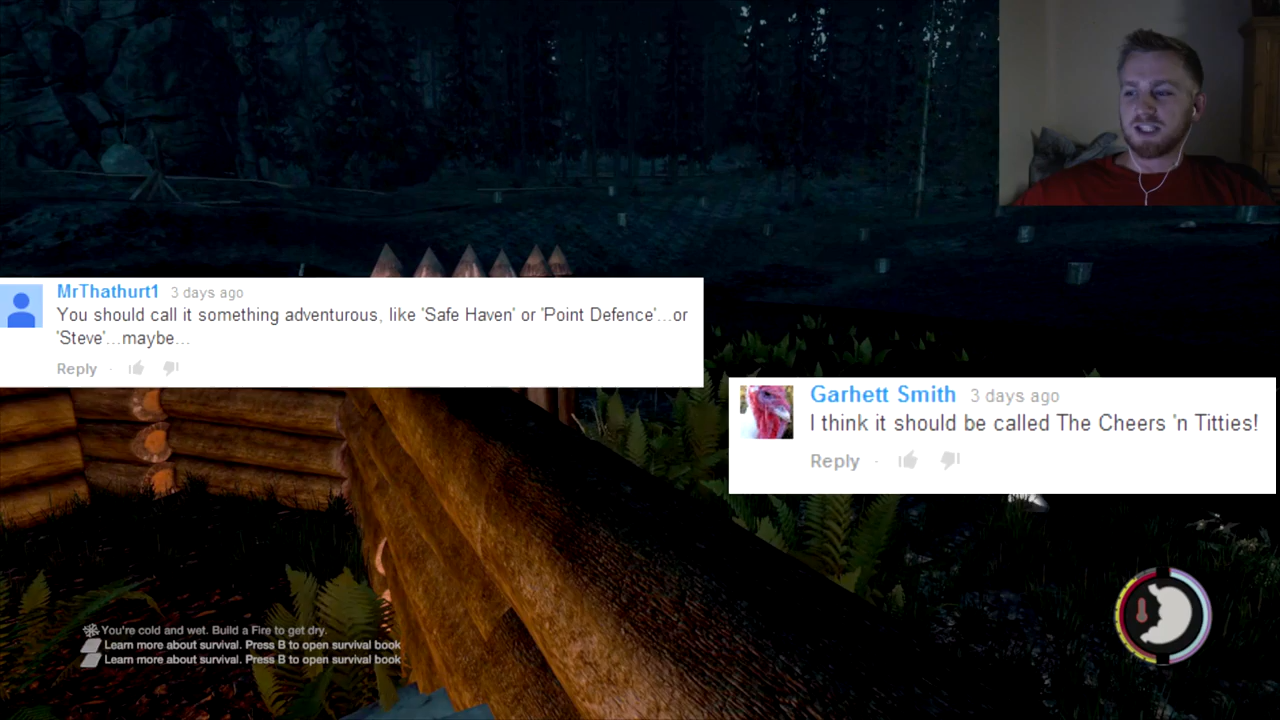 MrThathurt1 3 days ago
You should call it something adventurous, like 'Safe Haven' or 'Point Defence'...or
'Steve'...maybe...
Reply ·
Garhett Smith 3 days ago
I think it should be called The Cheers 'n Titties!
Reply ·
You're cold and wet. Build a Fire to get dry.
Learn more about survival. Press B to open survival book
Learn more about survival. Press B to open survival book